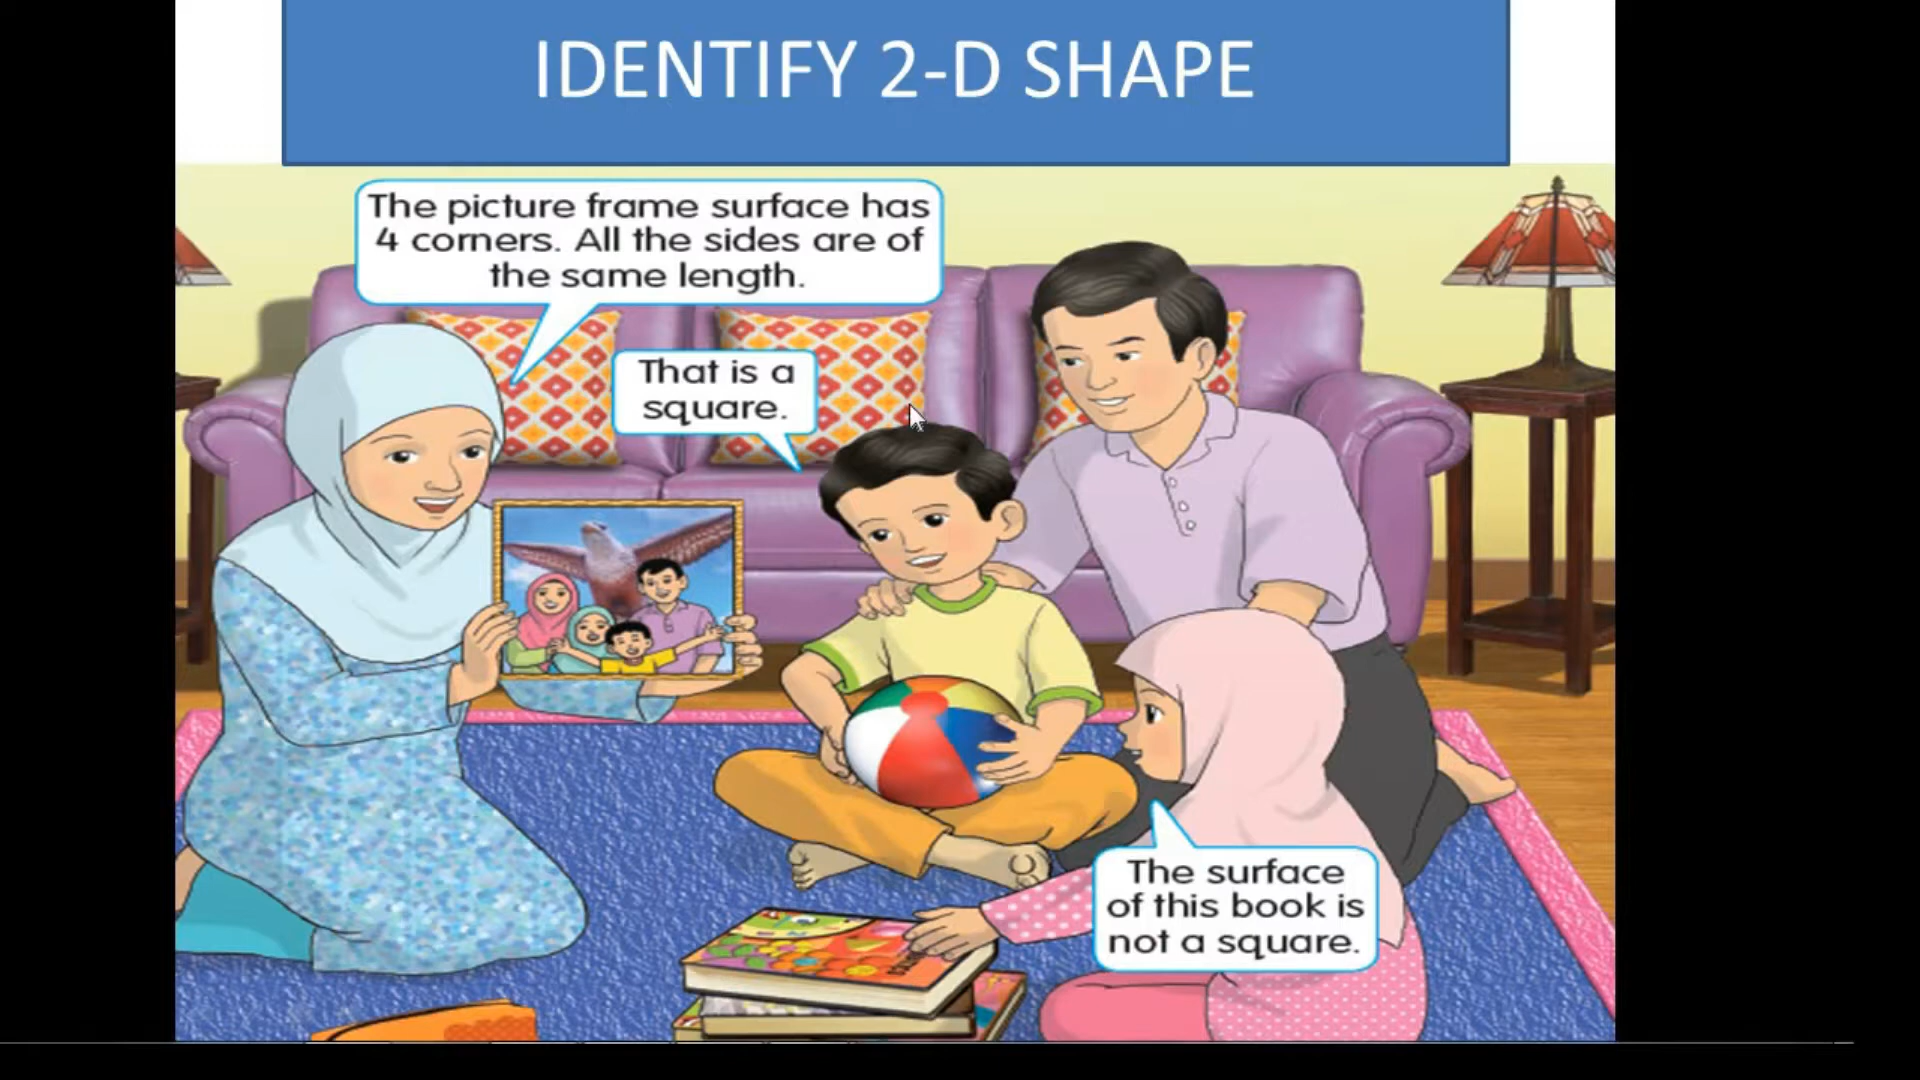 IDENTIFY 2-D SHAPE
The picture frame surface has
4 corners. All the sides are of
the same length.
That is a
square.
The surface
of this book is
not a square.